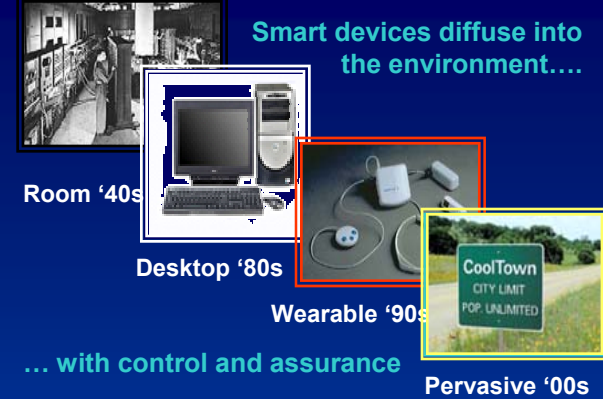 Smart devices diffuse into
the environment....
Room ‘40s
Desktop ‘80s
Wearable ‘90s
CoolTown
CITY LIMIT
POP. UNLIMITED
... with control and assurance
Pervasive ‘00s